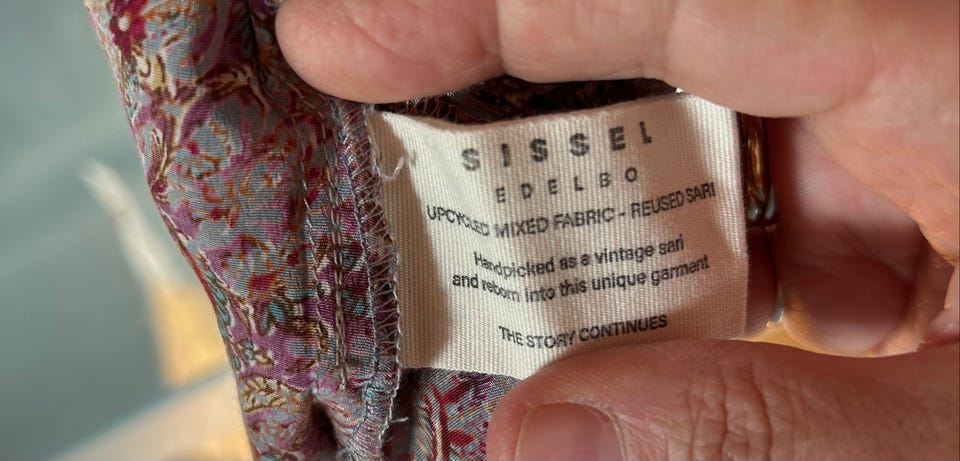 SISSEL
EDELBO
UPCYCLED MIXED FABRIC - REUSED SARI
Handpicked as a vintage sari
and reborn into this unique garment
THE STORY CONTINUES